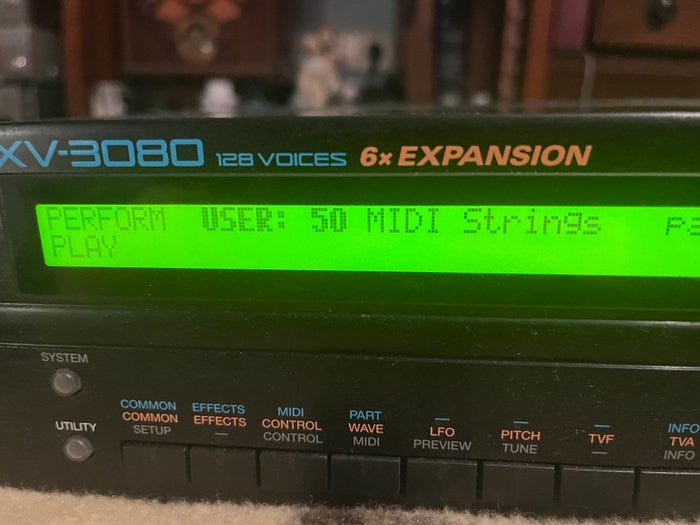 XV-3080 128 VOICES 6x EXPANSION
PERFORM USER: 50 MIDI Strings
PLAY
SYSTEM
UTILITY
COMMON EFFECTS MIDI PART — — — INFO
COMMON EFFECTS CONTROL WAVE LFO PITCH TVF TVA
SETUP — CONTROL MIDI PREVIEW TUNE — INFO